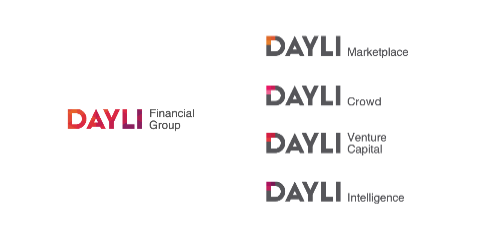 DAYLI Financial
Group
DAYLI Marketplace
DAYLI Crowd
DAYLI Venture
Capital
DAYLI Intelligence